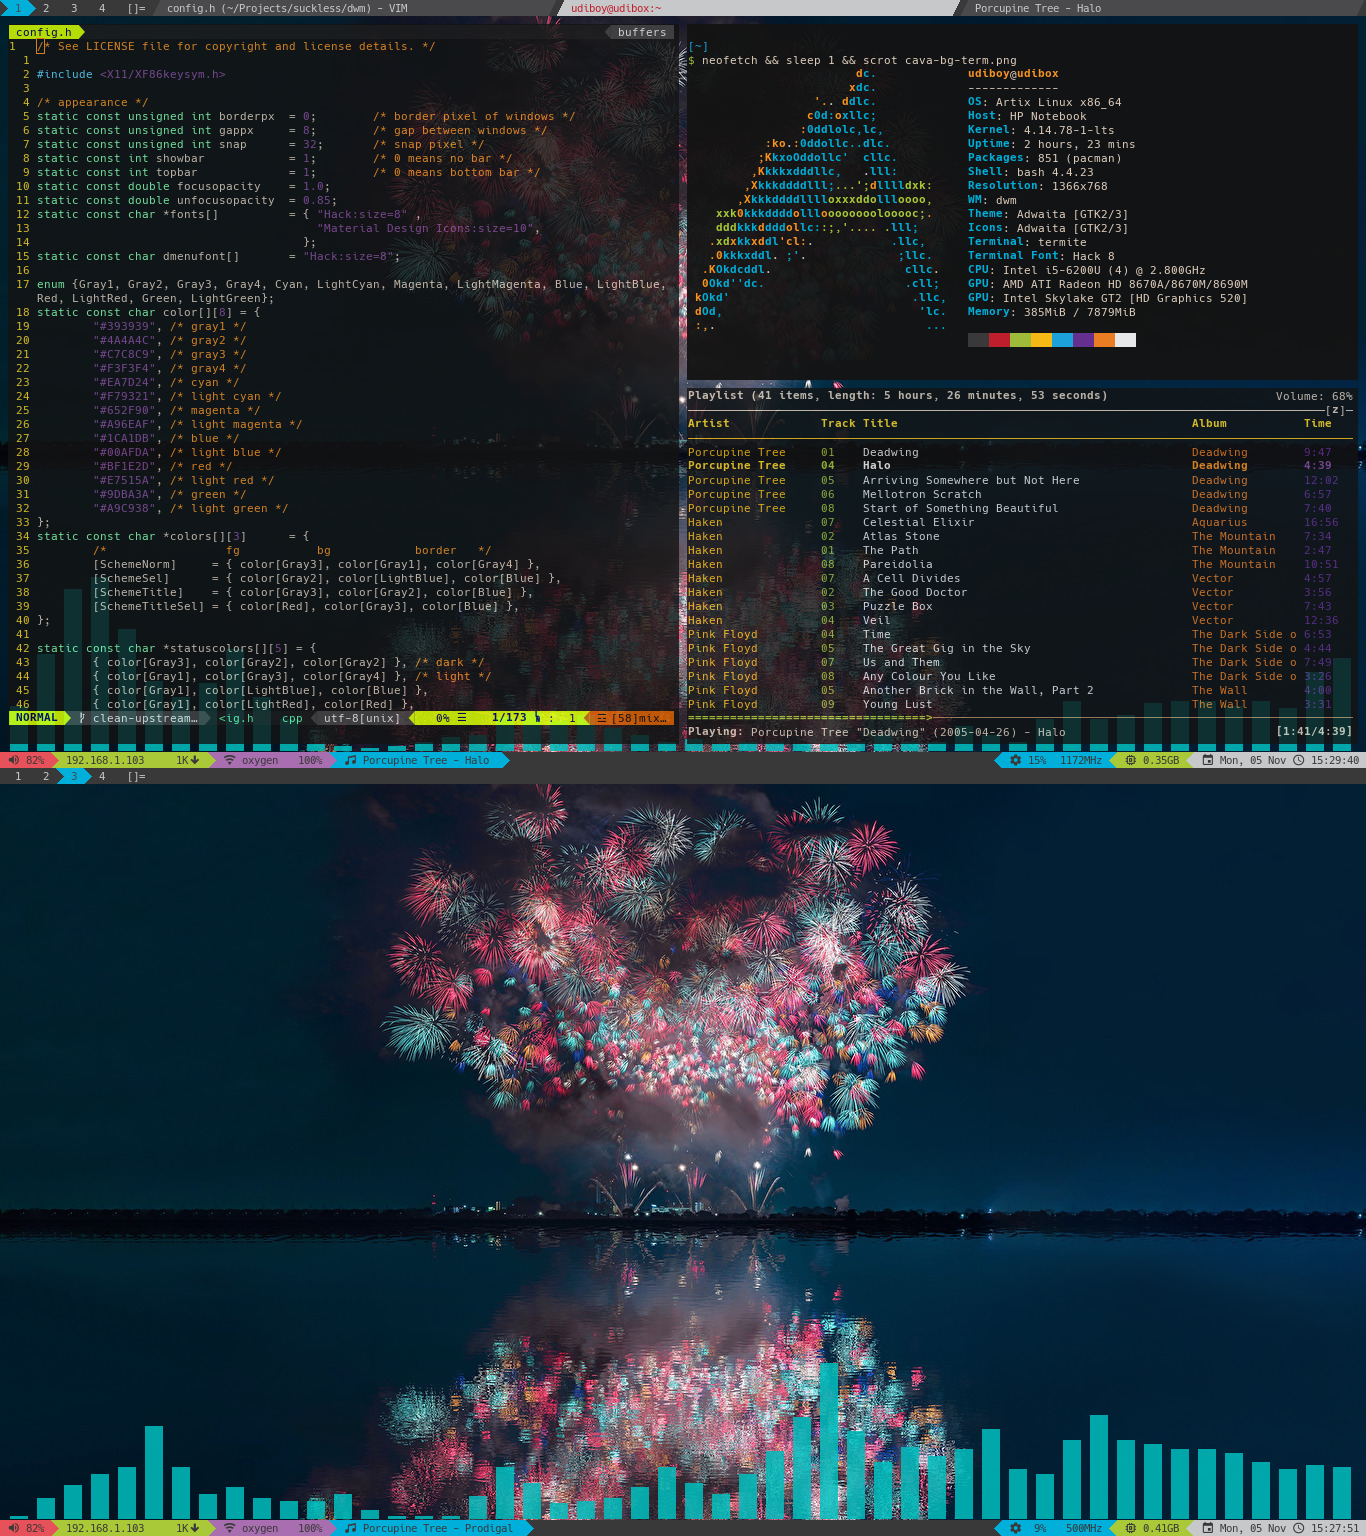 1 2 3 4 []= config.h (~/Projects/suckless/dwm) - VIM udiboy@udibox:~ Porcupine Tree - Halo
config.h buffers
1 /* See LICENSE file for copyright and license details. */
1
2 #include <X11/XF86keysym.h>
3
4 /* appearance */
5 static const unsigned int borderpx = 0; /* border pixel of windows */
6 static const unsigned int gappx = 8; /* gap between windows */
7 static const unsigned int snap = 32; /* snap pixel */
8 static const int showbar = 1; /* 0 means no bar */
9 static const int topbar = 1; /* 0 means bottom bar */
10 static const double focusopacity = 1.0;
11 static const double unfocusopacity = 0.85;
12 static const char *fonts[] = { "Hack:size=8" ,
13 "Material Design Icons:size=10",
14 };
15 static const char dmenufont[] = "Hack:size=8";
16
17 enum {Gray1, Gray2, Gray3, Gray4, Cyan, LightCyan, Magenta, LightMagenta, Blue, LightBlue,
Red, LightRed, Green, LightGreen};
18 static const char color[][8] = {
19 "#393939", /* gray1 */
20 "#4A4A4C", /* gray2 */
21 "#C7C8C9", /* gray3 */
22 "#F3F3F4", /* gray4 */
23 "#EA7D24", /* cyan */
24 "#F79321", /* light cyan */
25 "#652F90", /* magenta */
26 "#A96EAF", /* light magenta */
27 "#1CA1DB", /* blue */
28 "#00AFDA", /* light blue */
29 "#BF1E2D", /* red */
30 "#E7515A", /* light red */
31 "#9DBA3A", /* green */
32 "#A9C938", /* light green */
33 };
34 static const char *colors[][3] = {
35 /* fg bg border */
36 [SchemeNorm] = { color[Gray3], color[Gray1], color[Gray4] },
37 [SchemeSel] = { color[Gray2], color[LightBlue], color[Blue] },
38 [SchemeTitle] = { color[Gray3], color[Gray2], color[Blue] },
39 [SchemeTitleSel] = { color[Red], color[Gray3], color[Blue] },
40 };
41
42 static const char *statuscolors[][5] = {
43 { color[Gray3], color[Gray2], color[Gray2] }, /* dark */
44 { color[Gray1], color[Gray3], color[Gray4] }, /* light */
45 { color[Gray1], color[LightBlue], color[Blue] },
46 { color[Gray1], color[LightRed], color[Red] },
NORMAL clean-upstream… <ig.h cpp utf-8[unix] 0% ☰ 1/173 : 1 ☲ [58]mix…
[~]
$ neofetch && sleep 1 && scrot cava-bg-term.png
dc.
xdc.
'.. ddlc.
c0d:oxllc;
:0ddlolc,lc,
:ko.:0ddollc..dlc.
;KkxoOddollc' cllc.
,Kkkkxdddllc, .lll:
,Xkkkddddlll;...';dlllldxk:
,Xkkkddddlllloxxxddolloooo,
xxk0kkkddddolllooooooooloooooc;.
dddkkkddddollc::;,'.... .lll;
.xdxkkxddl'cl:. .llc,
.0kkkxddl. ;'. ;llc.
.KOkdcddl. cllc.
0Okd''dc. .cll;
kOkd' .llc,
dOd, 'lc.
:,. ...
udiboy@udibox
-------------
OS: Artix Linux x86_64
Host: HP Notebook
Kernel: 4.14.78-1-lts
Uptime: 2 hours, 23 mins
Packages: 851 (pacman)
Shell: bash 4.4.23
Resolution: 1366x768
WM: dwm
Theme: Adwaita [GTK2/3]
Icons: Adwaita [GTK2/3]
Terminal: termite
Terminal Font: Hack 8
CPU: Intel i5-6200U (4) @ 2.800GHz
GPU: AMD ATI Radeon HD 8670A/8670M/8690M
GPU: Intel Skylake GT2 [HD Graphics 520]
Memory: 385MiB / 7879MiB
Playlist (41 items, length: 5 hours, 26 minutes, 53 seconds) Volume: 68%
[z]
Artist Track Title Album Time
Porcupine Tree 01 Deadwing Deadwing 9:47
Porcupine Tree 04 Halo Deadwing 4:39
Porcupine Tree 05 Arriving Somewhere but Not Here Deadwing 12:02
Porcupine Tree 06 Mellotron Scratch Deadwing 6:57
Porcupine Tree 08 Start of Something Beautiful Deadwing 7:40
Haken 07 Celestial Elixir Aquarius 16:56
Haken 02 Atlas Stone The Mountain 7:34
Haken 01 The Path The Mountain 2:47
Haken 08 Pareidolia The Mountain 10:51
Haken 07 A Cell Divides Vector 4:57
Haken 02 The Good Doctor Vector 3:56
Haken 03 Puzzle Box Vector 7:43
Haken 04 Veil Vector 12:36
Pink Floyd 04 Time The Dark Side o 6:53
Pink Floyd 05 The Great Gig in the Sky The Dark Side o 4:44
Pink Floyd 07 Us and Them The Dark Side o 7:49
Pink Floyd 08 Any Colour You Like The Dark Side o 3:26
Pink Floyd 05 Another Brick in the Wall, Part 2 The Wall 4:00
Pink Floyd 09 Young Lust The Wall 3:31
Playing: Porcupine Tree "Deadwing" (2005-04-26) - Halo [1:41/4:39]
82% 192.168.1.103 1K oxygen 100% Porcupine Tree - Halo 15% 1172MHz 0.35GB Mon, 05 Nov 15:29:40
1 2 3 4 []=
82% 192.168.1.103 1K oxygen 100% Porcupine Tree - Prodigal 9% 500MHz 0.41GB Mon, 05 Nov 15:27:51